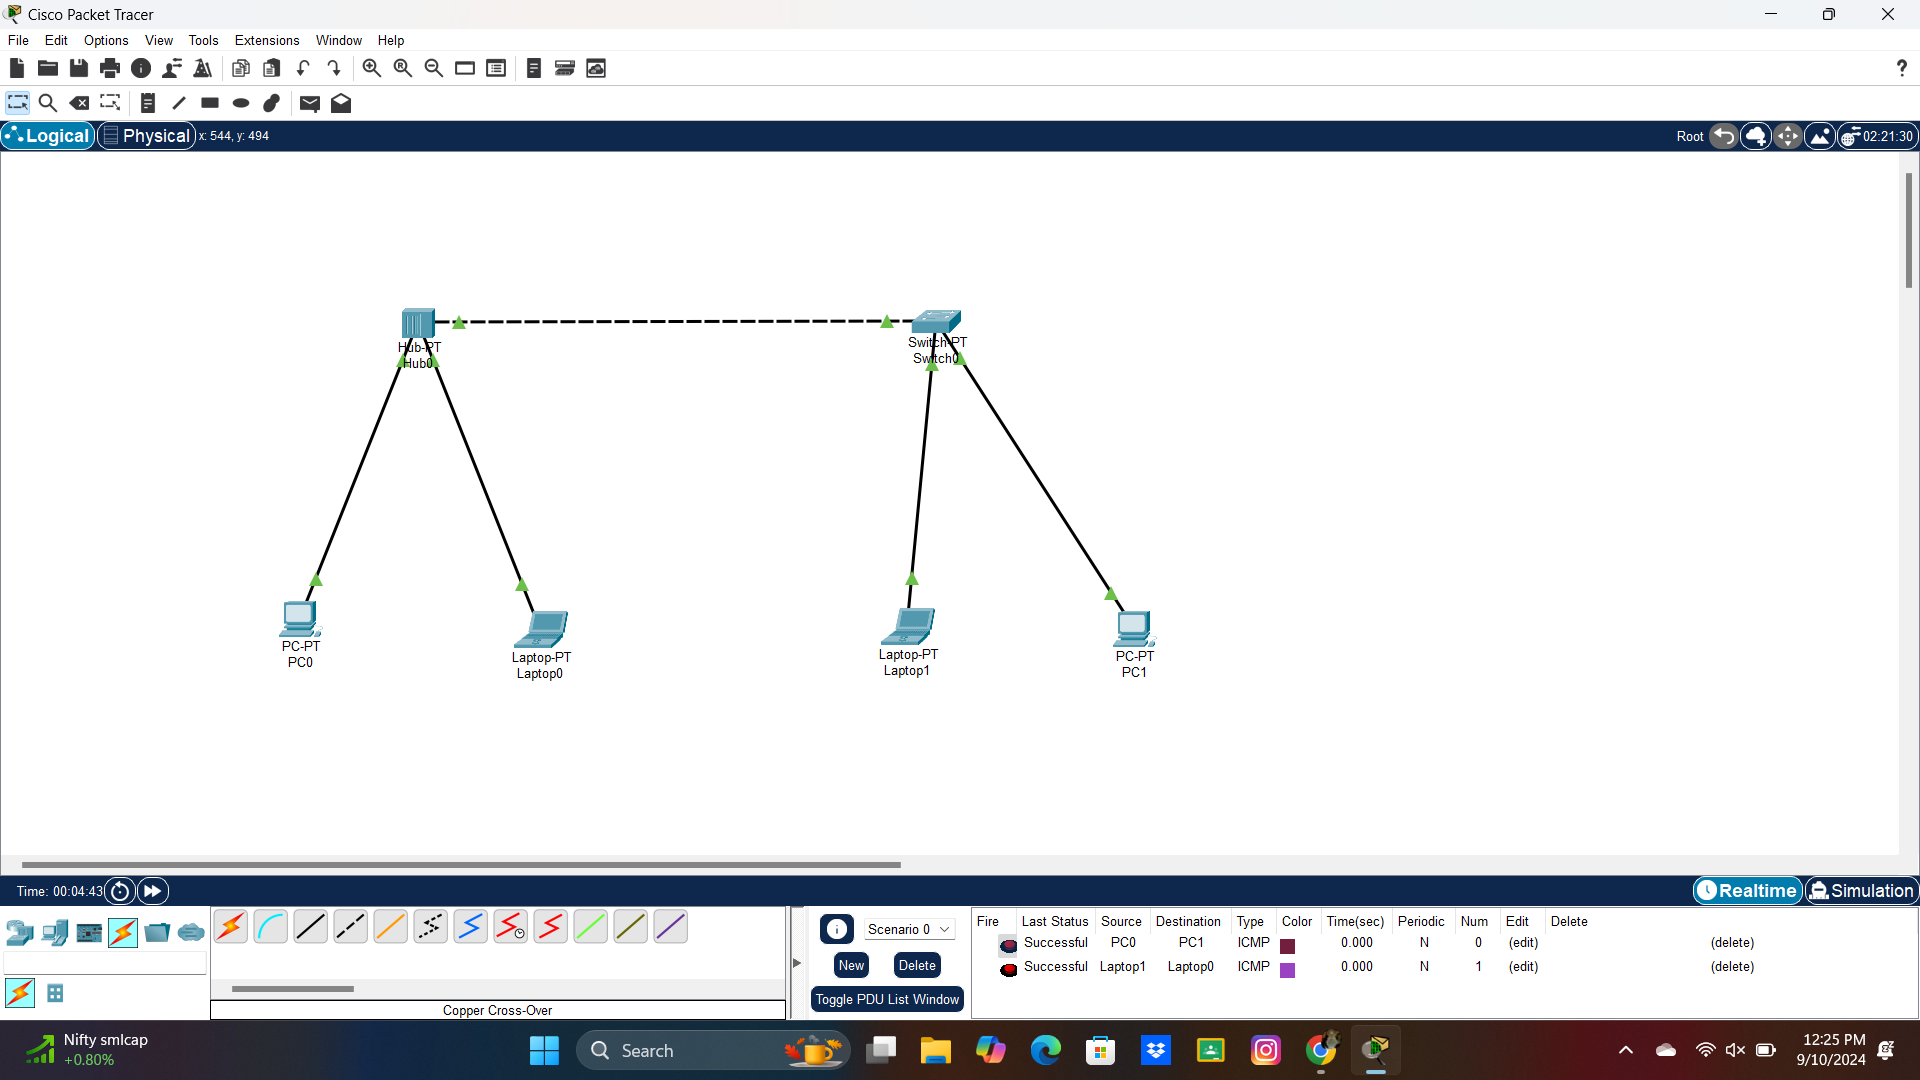 Cisco Packet Tracer
File Edit Options View Tools Extensions Window Help
?
Logical Physical x: 544, y: 494 Root 02:21:30
Hub-PT
Hub0
Switch-PT
Switch0
PC-PT
PC0
Laptop-PT
Laptop0
Laptop-PT
Laptop1
PC-PT
PC1
Time: 00:04:43 Realtime Simulation
Scenario 0
New Delete
Toggle PDU List Window
Fire Last Status Source Destination Type Color Time(sec) Periodic Num Edit Delete
Successful PC0 PC1 ICMP 0.000 N 0 (edit) (delete)
Successful Laptop1 Laptop0 ICMP 0.000 N 1 (edit) (delete)
Copper Cross-Over
Nifty smlcap
+0.80%
Search
12:25 PM
9/10/2024